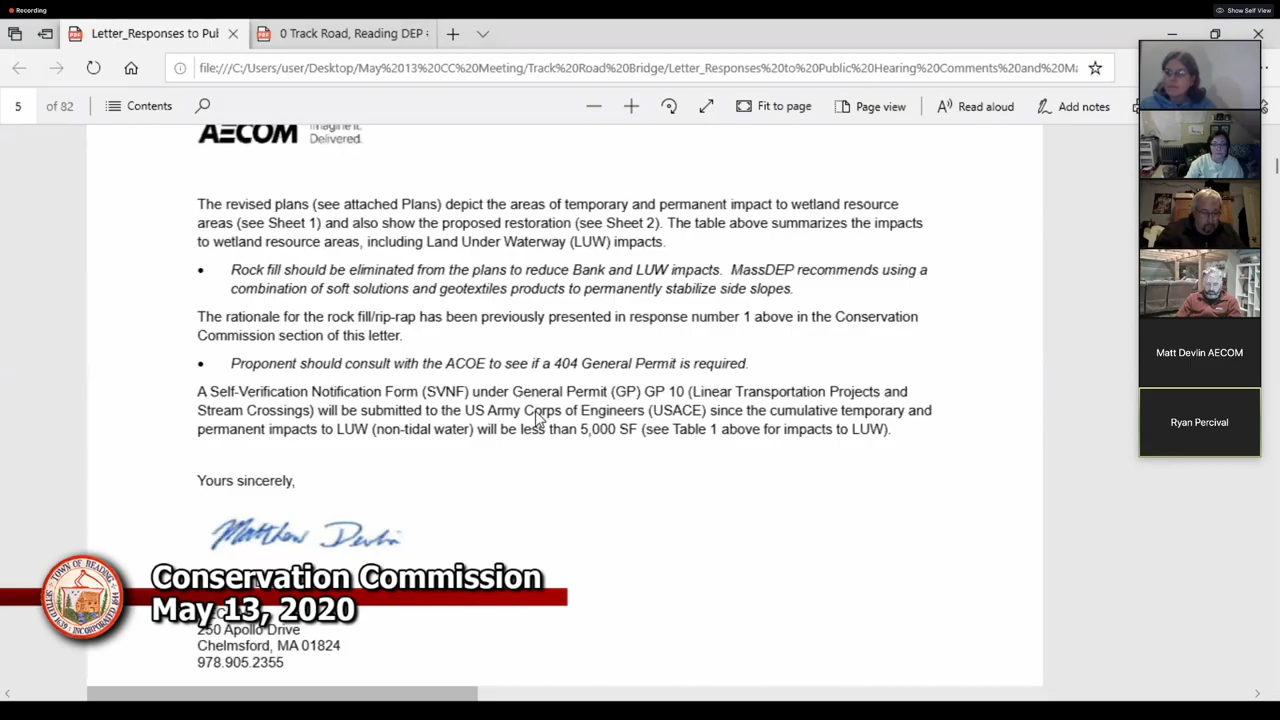 Recording
Show Self View
Letter_Responses to Pul
0 Track Road, Reading DEP
file:///C:/Users/user/Desktop/May%2013%20CC%20Meeting/Track%20Road%20Bridge/Letter_Responses%20to%20Public%20Hearing%20Comments%20and%20Ma
5 of 82
Contents
Fit to page
Page view
Read aloud
Add notes
AECOM
Imagine it.
Delivered.
The revised plans (see attached Plans) depict the areas of temporary and permanent impact to wetland resource
areas (see Sheet 1) and also show the proposed restoration (see Sheet 2). The table above summarizes the impacts
to wetland resource areas, including Land Under Waterway (LUW) impacts.
• Rock fill should be eliminated from the plans to reduce Bank and LUW impacts. MassDEP recommends using a
combination of soft solutions and geotextiles products to permanently stabilize side slopes.
The rationale for the rock fill/rip-rap has been previously presented in response number 1 above in the Conservation
Commission section of this letter.
• Proponent should consult with the ACOE to see if a 404 General Permit is required.
A Self-Verification Notification Form (SVNF) under General Permit (GP) GP 10 (Linear Transportation Projects and
Stream Crossings) will be submitted to the US Army Corps of Engineers (USACE) since the cumulative temporary and
permanent impacts to LUW (non-tidal water) will be less than 5,000 SF (see Table 1 above for impacts to LUW).
Yours sincerely,
Matthew Devlin
250 Apollo Drive
Chelmsford, MA 01824
978.905.2355
Matt Devlin AECOM
Ryan Percival
TOWN OF READING
SETTLED 1639 INCORPORATED 1644
Conservation Commission
May 13, 2020